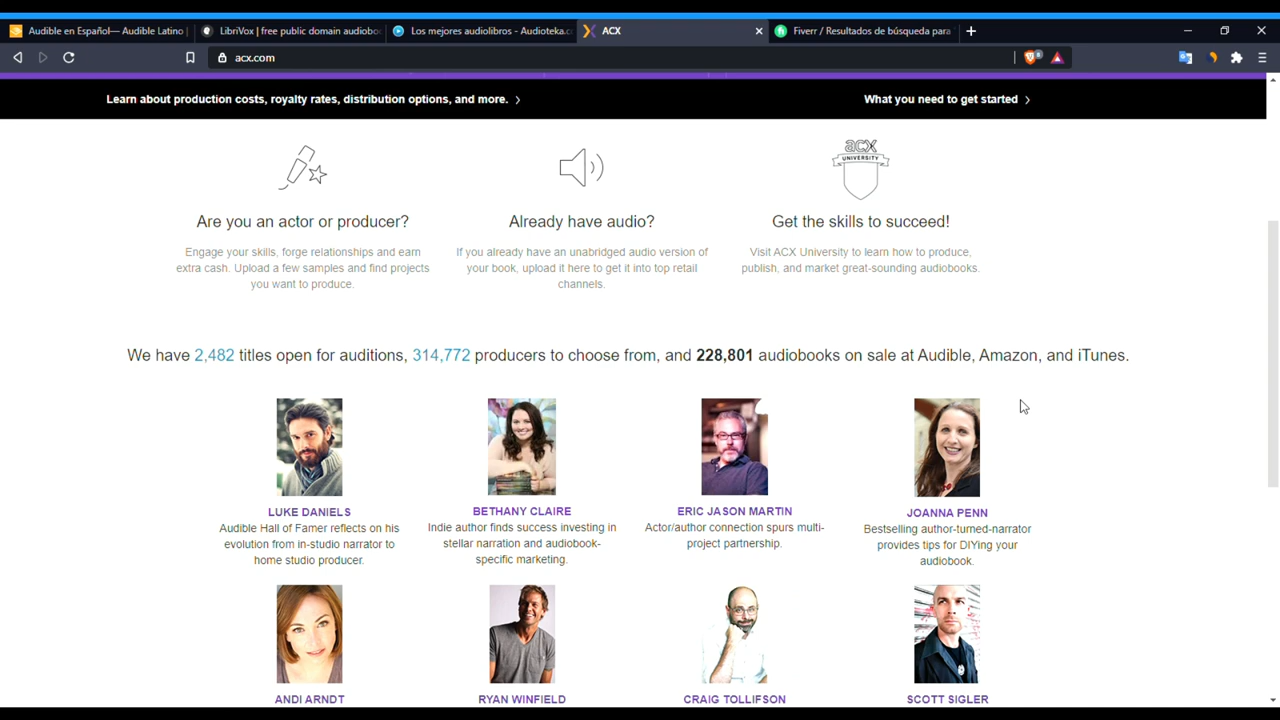 Audible en Español— Audible Latino |
LibriVox | free public domain audioboo
Los mejores audiolibros - Audioteka.c
ACX
Fiverr / Resultados de búsqueda para
acx.com
8
Learn about production costs, royalty rates, distribution options, and more.
What you need to get started
acx
UNIVERSITY
Are you an actor or producer?
Engage your skills, forge relationships and earn
extra cash. Upload a few samples and find projects
you want to produce.
Already have audio?
If you already have an unabridged audio version of
your book, upload it here to get it into top retail
channels.
Get the skills to succeed!
Visit ACX University to learn how to produce,
publish, and market great-sounding audiobooks.
We have 2,482 titles open for auditions, 314,772 producers to choose from, and 228,801 audiobooks on sale at Audible, Amazon, and iTunes.
LUKE DANIELS
Audible Hall of Famer reflects on his
evolution from in-studio narrator to
home studio producer.
BETHANY CLAIRE
Indie author finds success investing in
stellar narration and audiobook-
specific marketing.
ERIC JASON MARTIN
Actor/author connection spurs multi-
project partnership.
JOANNA PENN
Bestselling author-turned-narrator
provides tips for DIYing your
audiobook.
ANDI ARNDT
RYAN WINFIELD
CRAIG TOLLIFSON
SCOTT SIGLER